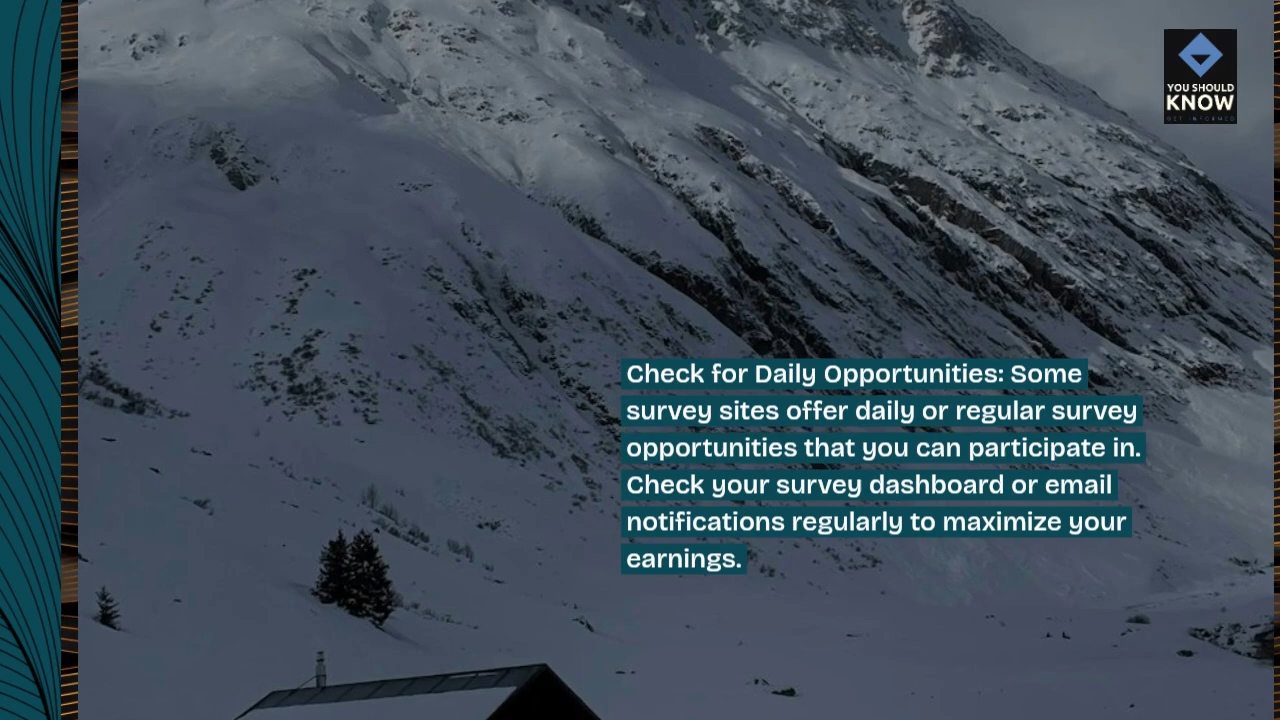 YOU SHOULD
KNOW
GET INFORMED
Check for Daily Opportunities: Some
survey sites offer daily or regular survey
opportunities that you can participate in.
Check your survey dashboard or email
notifications regularly to maximize your
earnings.